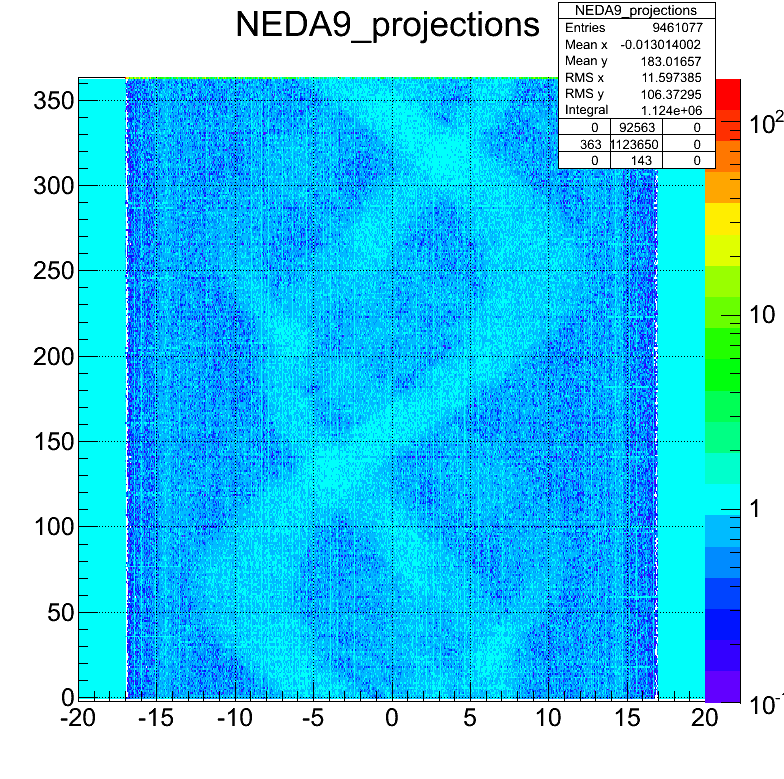 NEDA9_projections
NEDA9_projections
Entries 9461077
Mean x -0.013014002
Mean y 183.01657
RMS x 11.597385
RMS y 106.37295
Integral 1.124e+06
0 92563 0
363 1123650 0
0 143 0
350
300
250
200
150
100
50
0
-20 -15 -10 -5 0 5 10 15 20
10²
10
1
10⁻¹